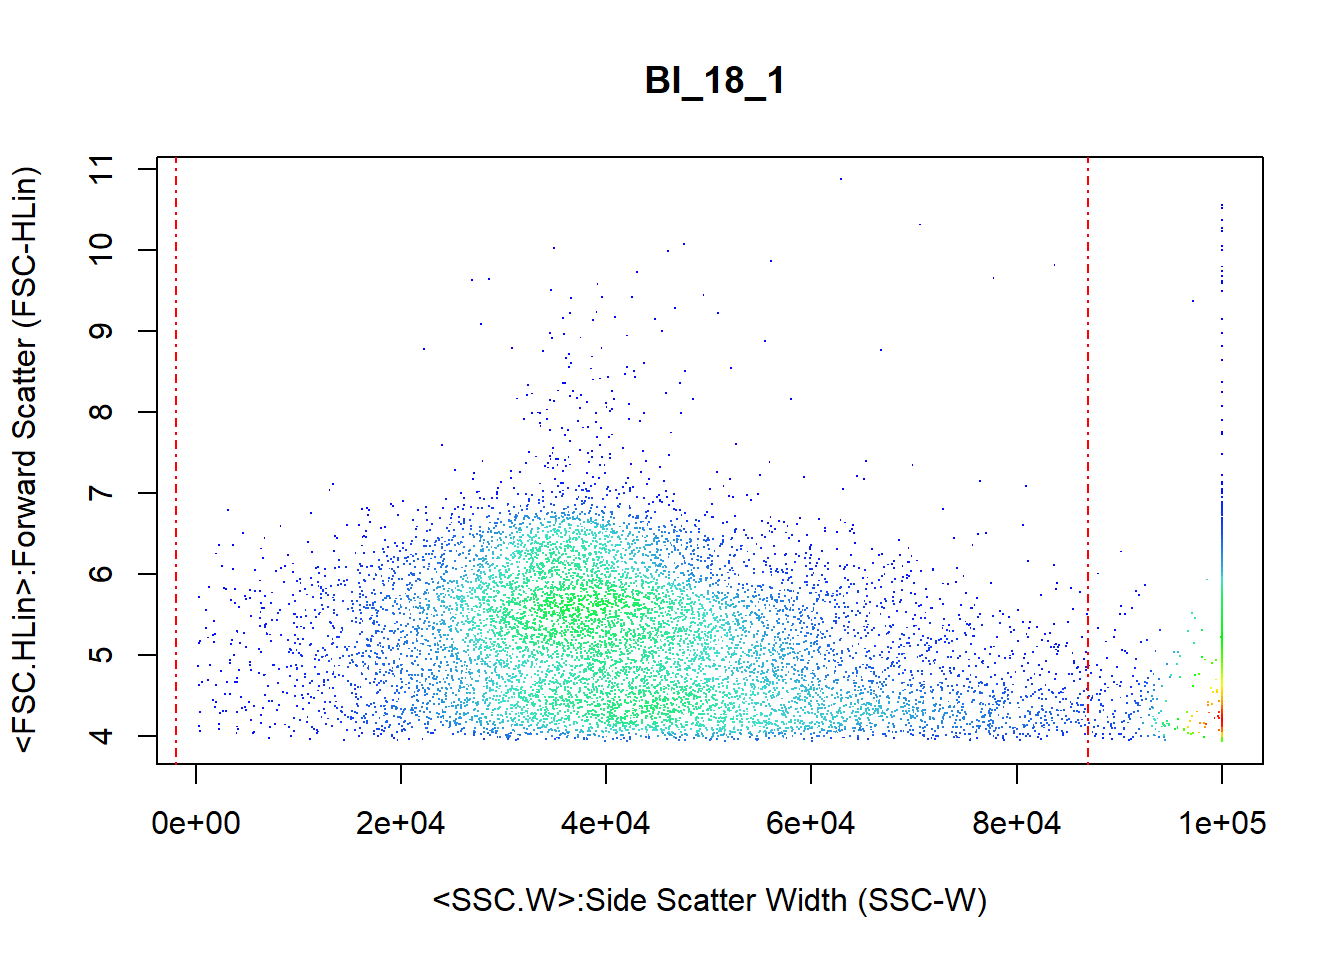 BI_18_1
<FSC.HLin>:Forward Scatter (FSC-HLin)
11
10
9
8
7
6
5
4
0e+00 2e+04 4e+04 6e+04 8e+04 1e+05
<SSC.W>:Side Scatter Width (SSC-W)